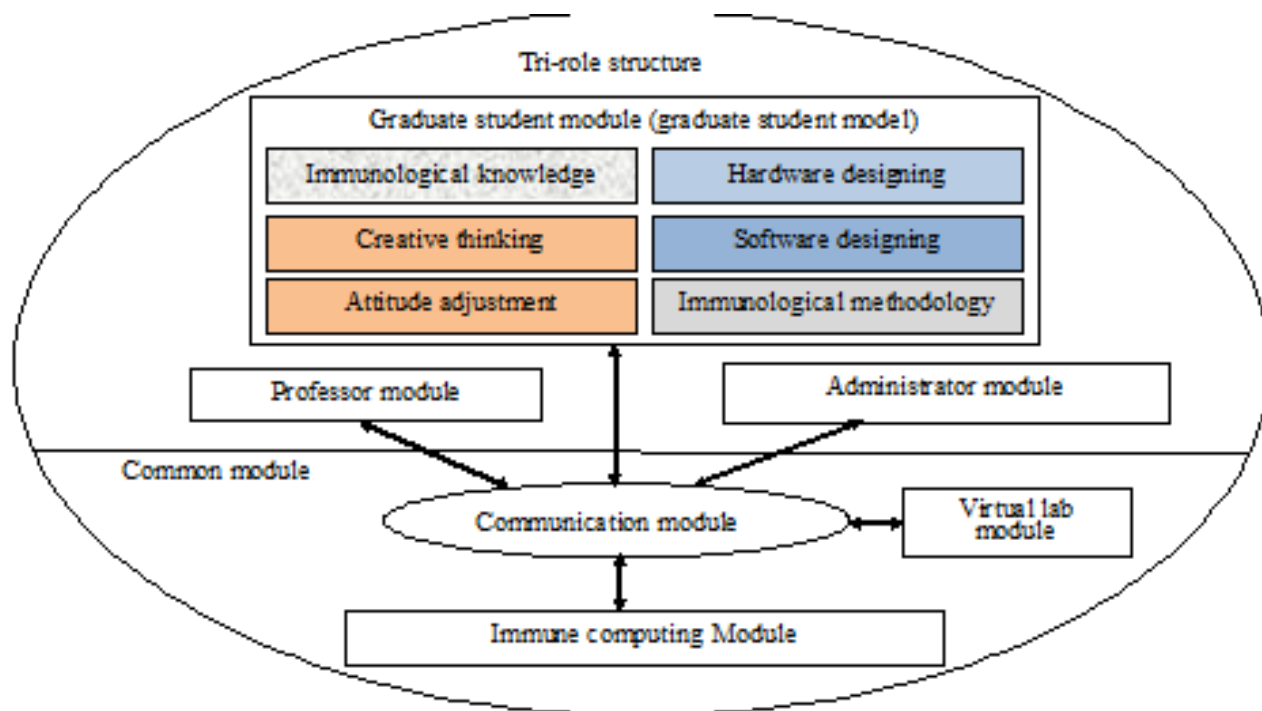 Tri-role structure
Graduate student module (graduate student model)
Immunological knowledge
Hardware designing
Creative thinking
Software designing
Attitude adjustment
Immunological methodology
Professor module
Administrator module
Common module
Communication module
Virtual lab
module
Immune computing Module